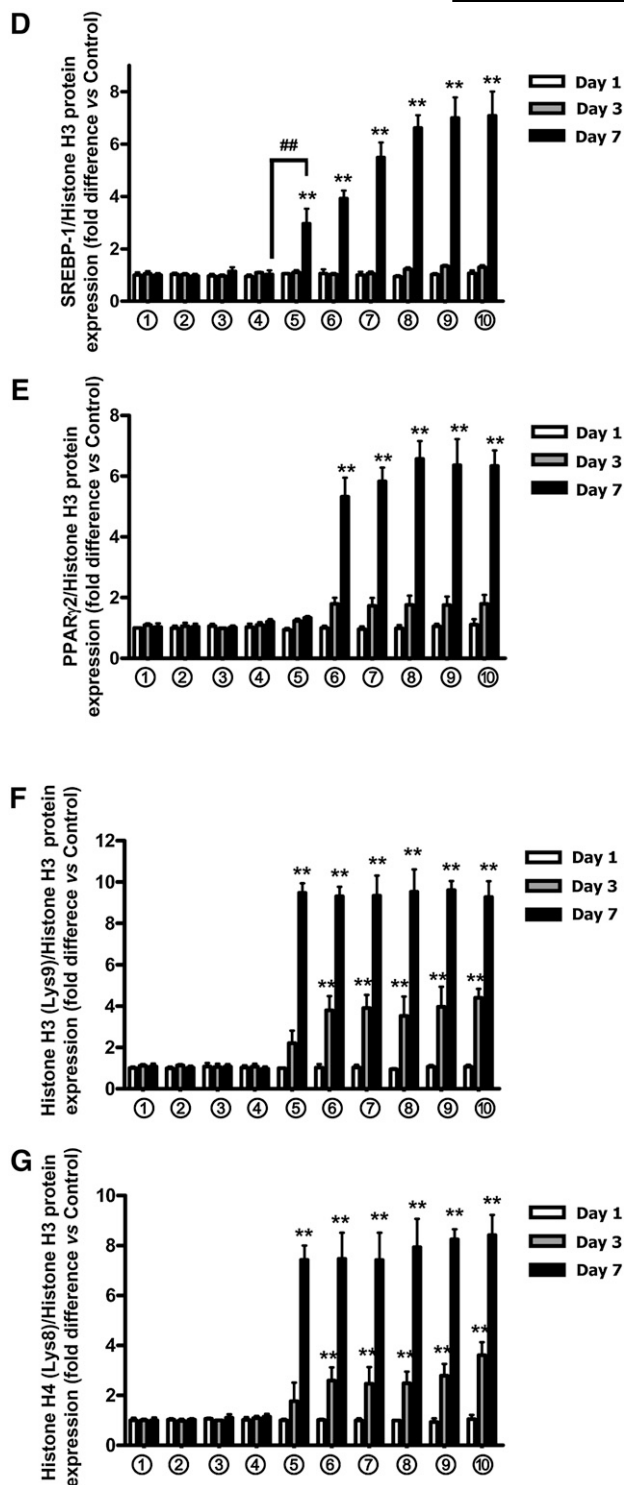 D
SREBP-1/Histone H3 protein
expression (fold difference vs Control)
8
6
4
2
0
##
** ** ** ** ** **
① ② ③ ④ ⑤ ⑥ ⑦ ⑧ ⑨ ⑩
Day 1
Day 3
Day 7
E
PPARγ2/Histone H3 protein
expression (fold difference vs Control)
8
6
4
2
0
** ** ** ** **
① ② ③ ④ ⑤ ⑥ ⑦ ⑧ ⑨ ⑩
Day 1
Day 3
Day 7
F
Histone H3 (Lys9)/Histone H3 protein
expression (fold differece vs Control)
12
10
8
6
4
2
0
** ** ** ** ** **
** ** ** ** **
① ② ③ ④ ⑤ ⑥ ⑦ ⑧ ⑨ ⑩
Day 1
Day 3
Day 7
G
Histone H4 (Lys8)/Histone H3 protein
expression (fold difference vs Control)
10
8
6
4
2
0
** ** ** ** ** **
** ** ** ** **
① ② ③ ④ ⑤ ⑥ ⑦ ⑧ ⑨ ⑩
Day 1
Day 3
Day 7